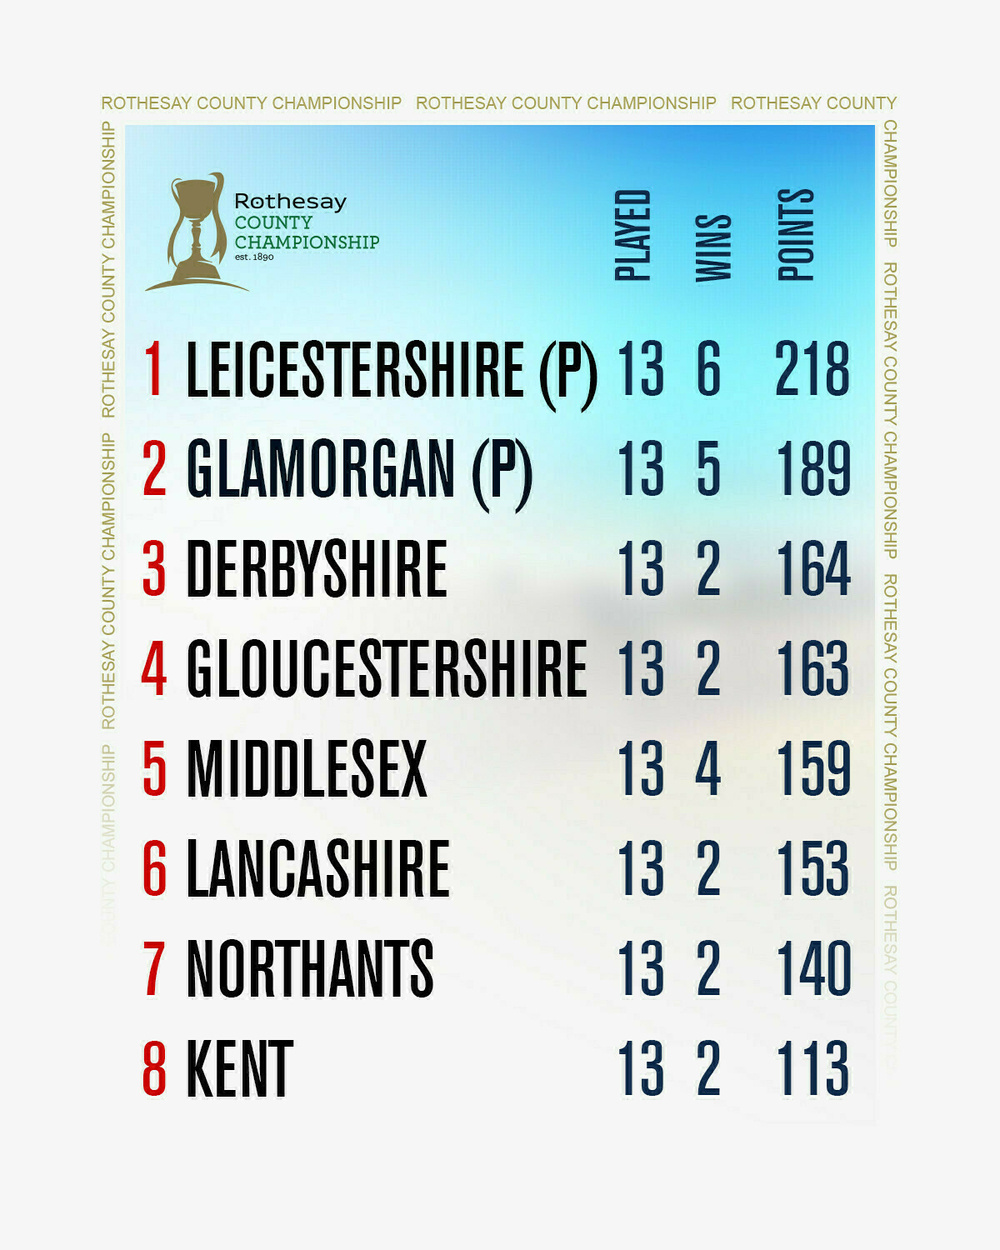 ROTHESAY COUNTY CHAMPIONSHIP ROTHESAY COUNTY CHAMPIONSHIP ROTHESAY COUNTY
CHAMPIONSHIP ROTHESAY COUNTY CHAMPIONSHIP ROTHESAY COUNTY CHAMPIONSHIP ROTHESAY COUNTY
COUNTY CHAMPIONSHIP ROTHESAY COUNTY CHAMPIONSHIP ROTHESAY COUNTY CHAMPIONSHIP
Rothesay
COUNTY
CHAMPIONSHIP
est. 1890
PLAYED WINS POINTS
1 LEICESTERSHIRE (P) 13 6 218
2 GLAMORGAN (P) 13 5 189
3 DERBYSHIRE 13 2 164
4 GLOUCESTERSHIRE 13 2 163
5 MIDDLESEX 13 4 159
6 LANCASHIRE 13 2 153
7 NORTHANTS 13 2 140
8 KENT 13 2 113